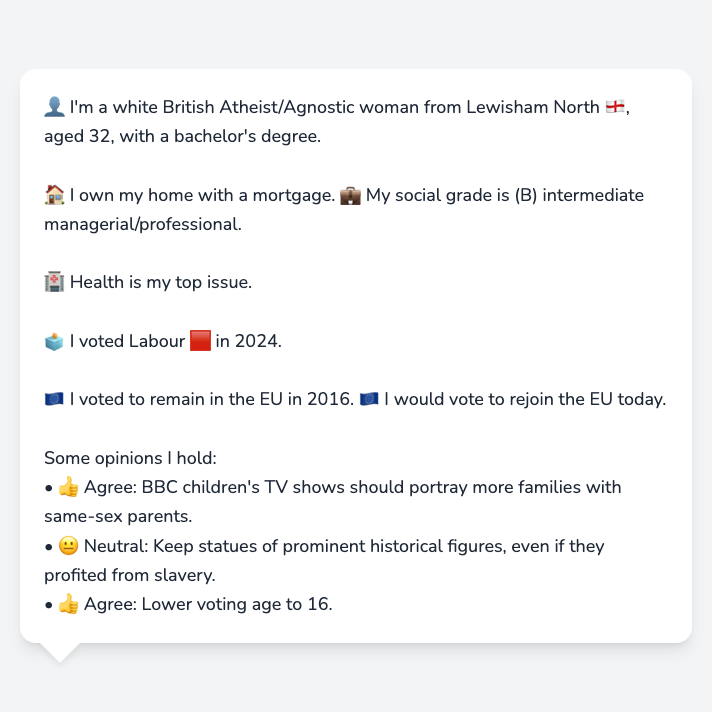 👤 I'm a white British Atheist/Agnostic woman from Lewisham North 🏴󠁧󠁢󠁥󠁮󠁧󠁿,
aged 32, with a bachelor's degree.
🏠 I own my home with a mortgage. 💼 My social grade is (B) intermediate
managerial/professional.
🏥 Health is my top issue.
🗳️ I voted Labour 🟥 in 2024.
🇪🇺 I voted to remain in the EU in 2016. 🇪🇺 I would vote to rejoin the EU today.
Some opinions I hold:
• 👍 Agree: BBC children's TV shows should portray more families with
same-sex parents.
• 😐 Neutral: Keep statues of prominent historical figures, even if they
profited from slavery.
• 👍 Agree: Lower voting age to 16.